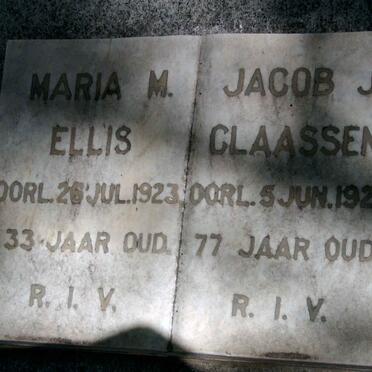 MARIA M.
ELLIS
OORL. 26 JUL. 1923
33 JAAR OUD.
R. I. V.
JACOB J
CLAASSEN
OORL. 5 JUN. 192
77 JAAR OUD
R. I. V.